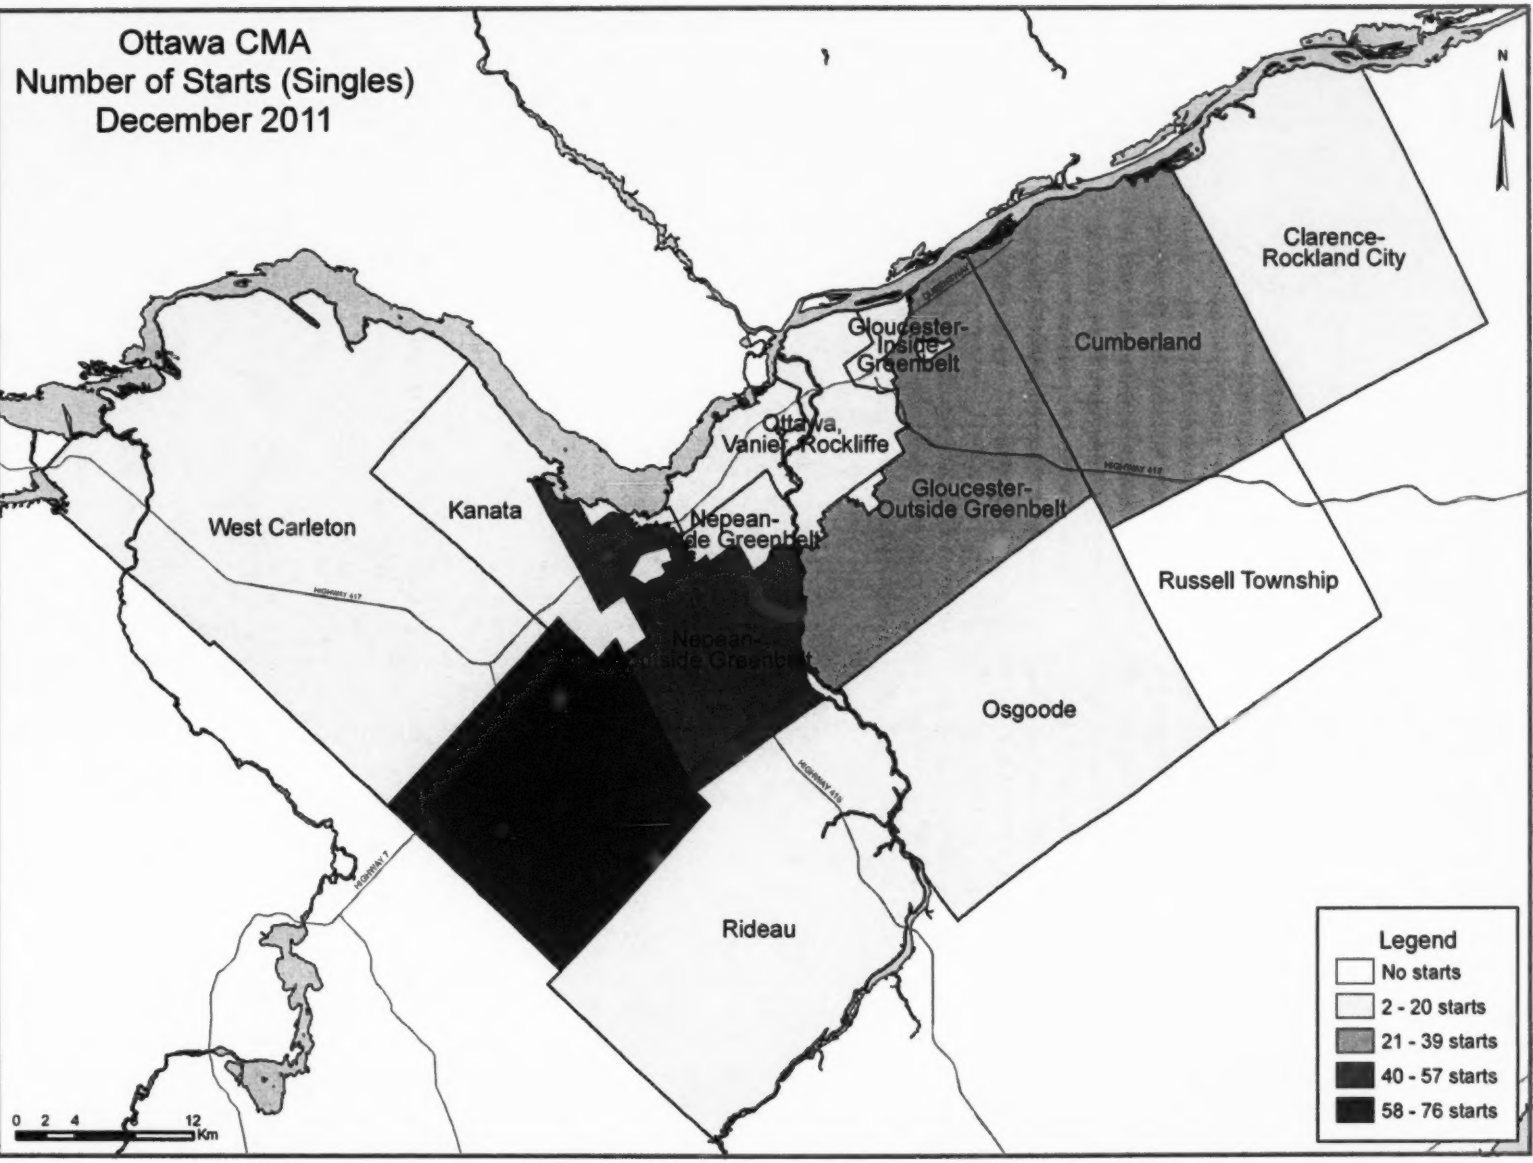 Ottawa CMA
Number of Starts (Singles)
December 2011
N
Clarence-
Rockland City
QUEENSWAY
Gloucester-
Inside
Greenbelt
Cumberland
Ottawa,
Vanier, Rockliffe
HIGHWAY 417
Kanata
Gloucester-
Outside Greenbelt
West Carleton
Nepean-
de Greenbelt
Russell Township
HIGHWAY 417
Nepean-
Outside Greenbelt
Osgoode
HIGHWAY 416
HIGHWAY 7
Rideau
Legend
No starts
2 - 20 starts
21 - 39 starts
40 - 57 starts
58 - 76 starts
0 2 4 8 12
Km